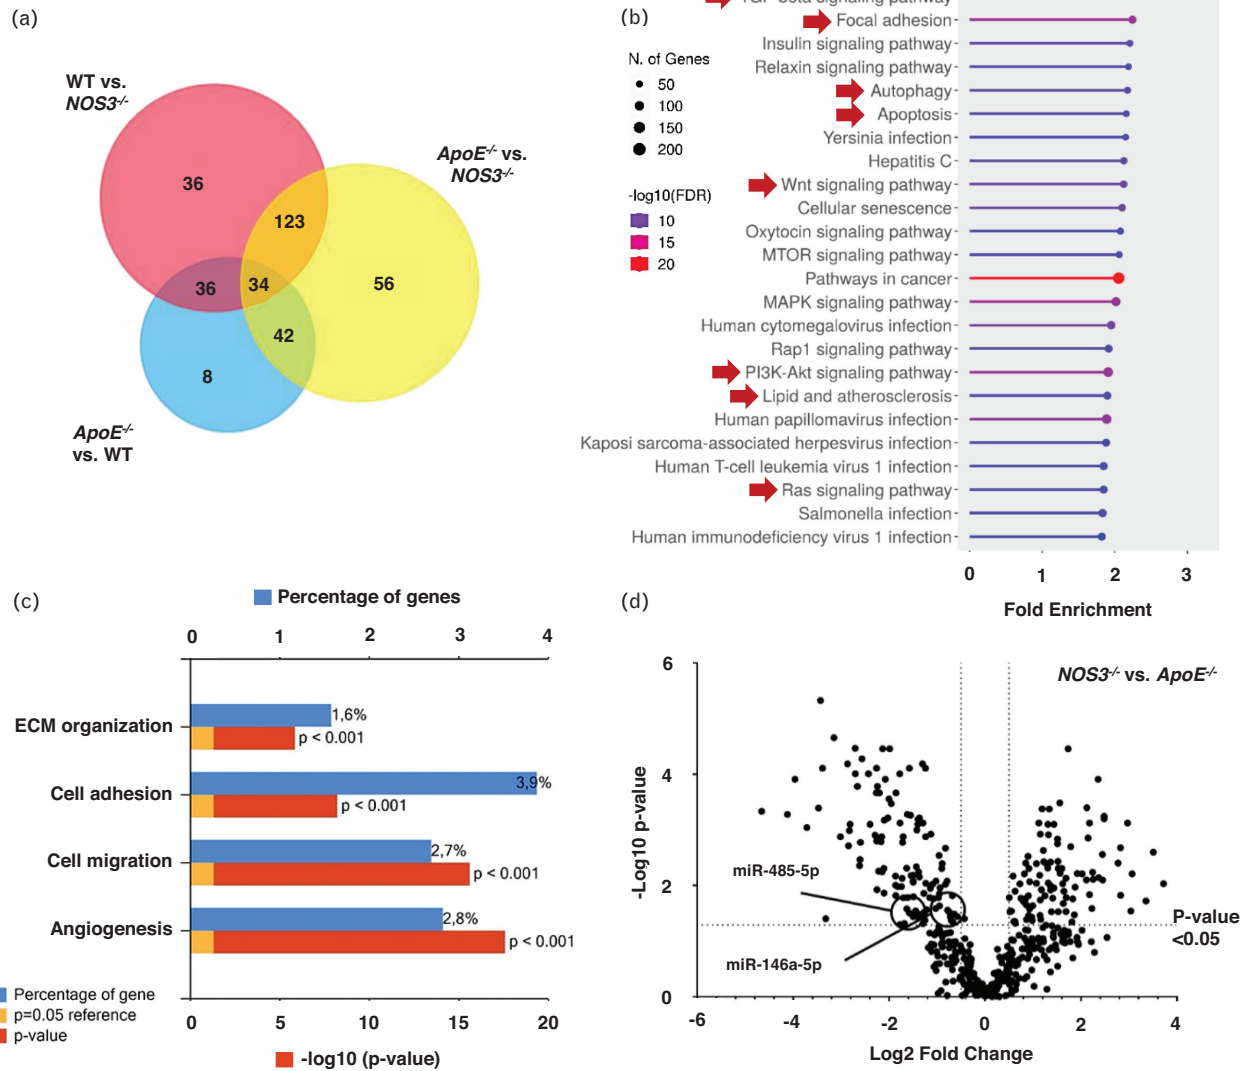 (a)
WT vs.
NOS3-/-
ApoE-/- vs.
NOS3-/-
36
123
36
34
56
42
8
ApoE-/-
vs. WT
(b)
N. of Genes
50
100
150
200
-log10(FDR)
10
15
20
TGF-beta signaling pathway
Focal adhesion
Insulin signaling pathway
Relaxin signaling pathway
Autophagy
Apoptosis
Yersinia infection
Hepatitis C
Wnt signaling pathway
Cellular senescence
Oxytocin signaling pathway
MTOR signaling pathway
Pathways in cancer
MAPK signaling pathway
Human cytomegalovirus infection
Rap1 signaling pathway
PI3K-Akt signaling pathway
Lipid and atherosclerosis
Human papillomavirus infection
Kaposi sarcoma-associated herpesvirus infection
Human T-cell leukemia virus 1 infection
Ras signaling pathway
Salmonella infection
Human immunodeficiency virus 1 infection
0 1 2 3
Fold Enrichment
(c)
Percentage of genes
0 1 2 3 4
ECM organization
1,6%
p < 0.001
Cell adhesion
3,9%
p < 0.001
Cell migration
2,7%
p < 0.001
Angiogenesis
2,8%
p < 0.001
Percentage of gene
p=0.05 reference
p-value
0 5 10 15 20
-log10 (p-value)
(d)
NOS3-/- vs. ApoE-/-
6
4
2
0
-Log10 p-value
miR-485-5p
miR-146a-5p
P-value
<0.05
-6 -4 -2 0 2 4
Log2 Fold Change